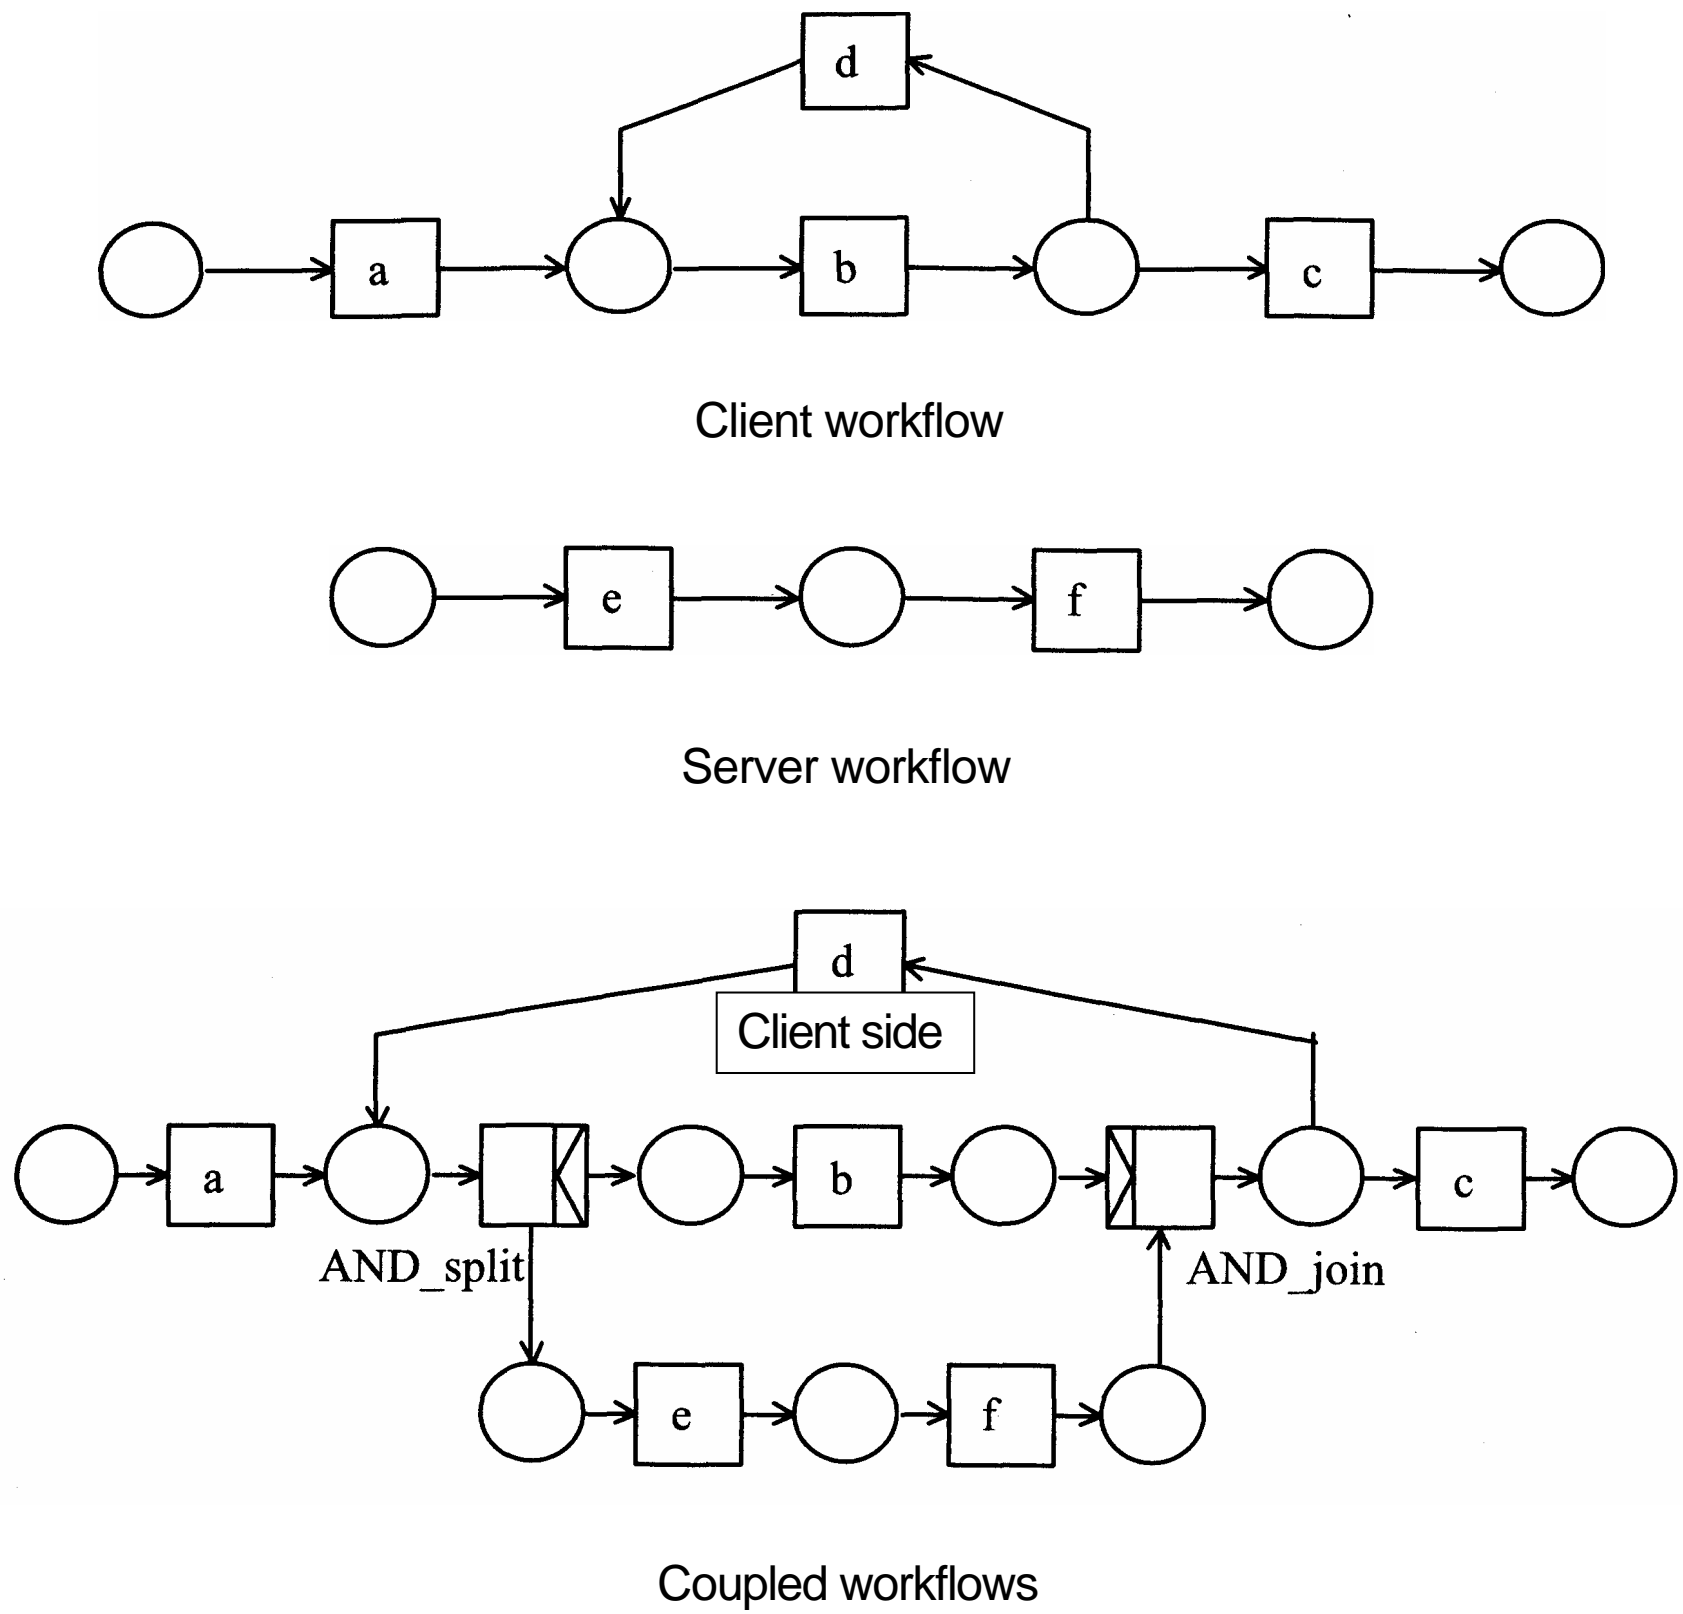 d
a
b
c
Client workflow
e
f
Server workflow
d
Client side
a
b
c
AND_split
AND_join
e
f
Coupled workflows